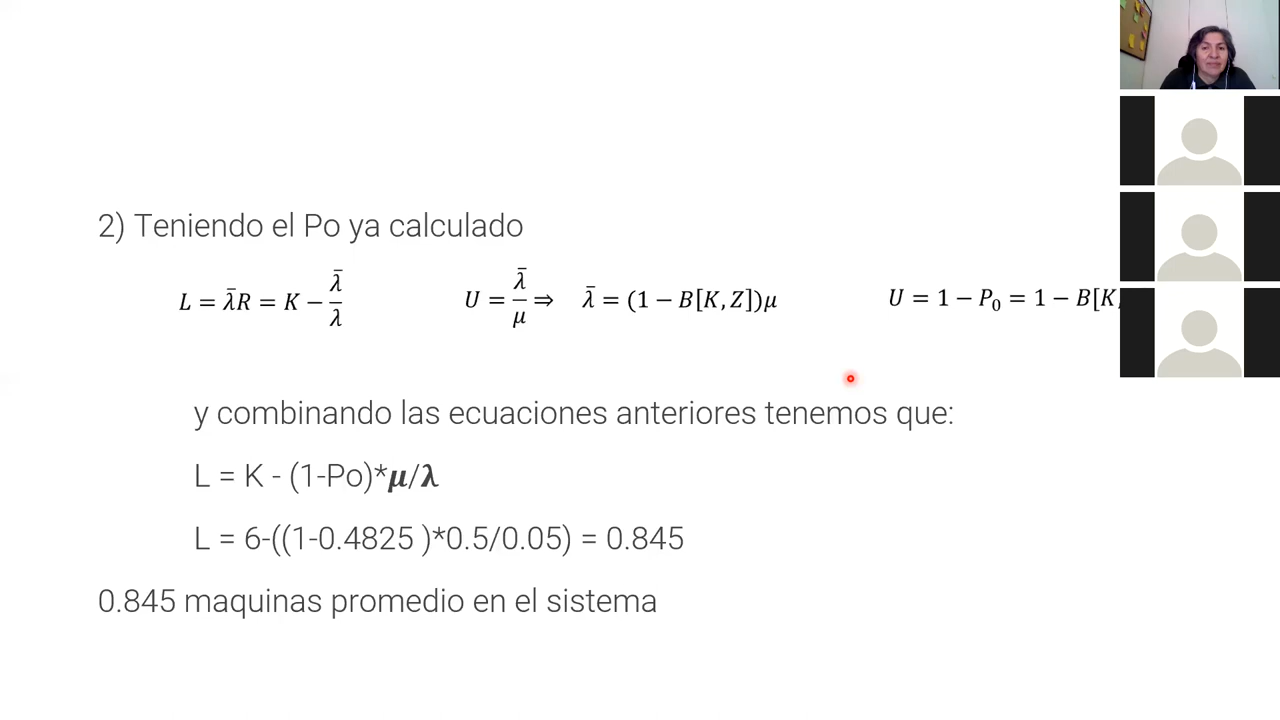 2) Teniendo el Po ya calculado
L = λ̄R = K − λ̄/λ    U = λ̄/μ ⇒ λ̄ = (1 − B[K, Z])μ    U = 1 − P₀ = 1 − B[K
y combinando las ecuaciones anteriores tenemos que:
L = K - (1-Po)*μ/λ
L = 6-((1-0.4825 )*0.5/0.05) = 0.845
0.845 maquinas promedio en el sistema